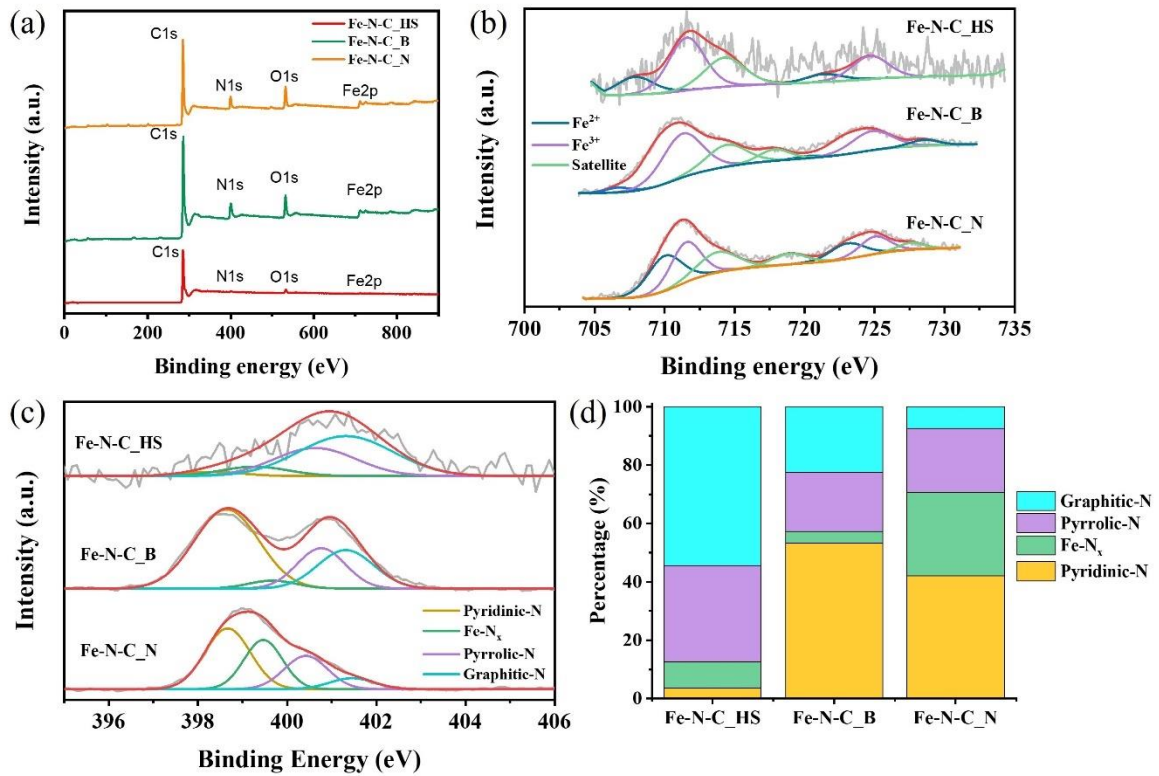 (a)
Fe-N-C_HS
Fe-N-C_B
Fe-N-C_N
C1s
N1s
O1s
Fe2p
C1s
N1s
O1s
Fe2p
C1s
N1s
O1s
Fe2p
Intensity (a.u.)
0 200 400 600 800
Binding energy (eV)
(b)
Fe-N-C_HS
Fe-N-C_B
Fe-N-C_N
Fe²⁺
Fe³⁺
Satellite
Intensity (a.u.)
700 705 710 715 720 725 730 735
Binding energy (eV)
(c)
Fe-N-C_HS
Fe-N-C_B
Fe-N-C_N
Pyridinic-N
Fe-Nₓ
Pyrrolic-N
Graphitic-N
Intensity (a.u.)
396 398 400 402 404 406
Binding Energy (eV)
(d)
100
80
60
40
20
0
Percentage (%)
Fe-N-C_HS Fe-N-C_B Fe-N-C_N
Graphitic-N
Pyrrolic-N
Fe-Nₓ
Pyridinic-N